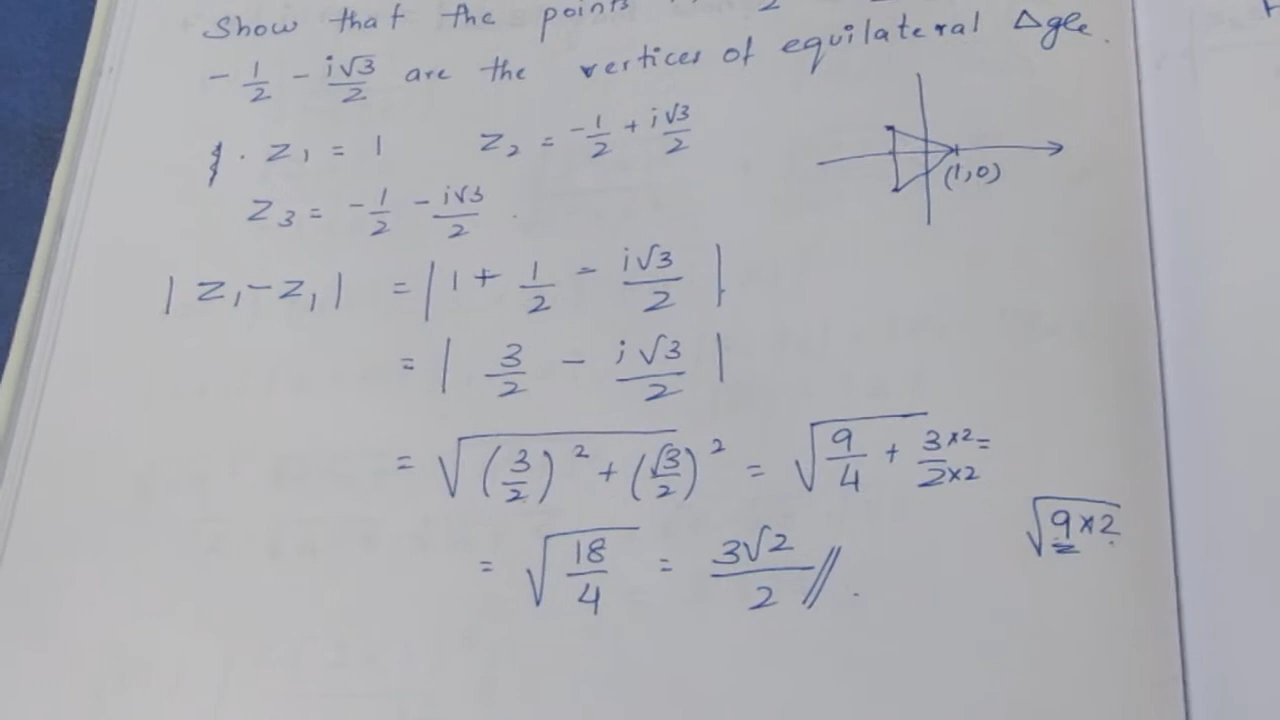 Show that the points
-1/2 - i√3/2 are the vertices of equilateral Δgle.
z₁ = 1 z₂ = -1/2 + i√3/2
z₃ = -1/2 - i√3/2.
(1,0)
|z₁-z₁| = |1 + 1/2 - i√3/2|
= |3/2 - i√3/2|
= √((3/2)² + (√3/2)²) = √(9/4 + 3×2/2×2 =
√9×2
= √(18/4) = 3√2/2 //.